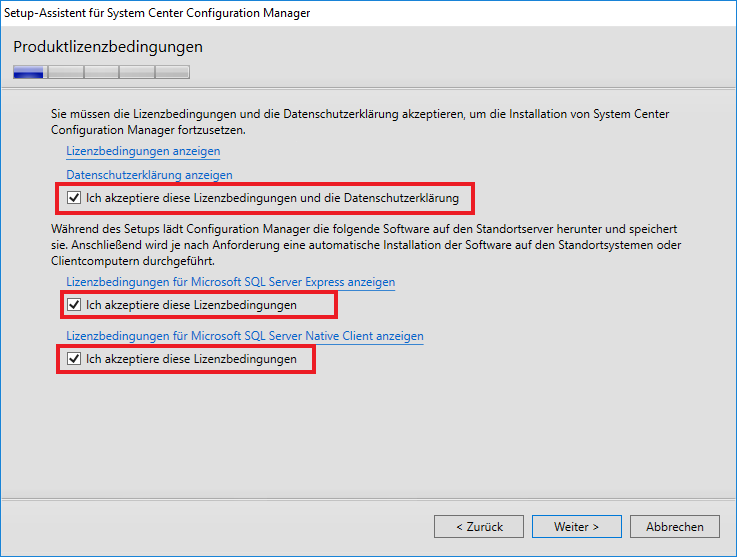 Setup-Assistent für System Center Configuration Manager
Produktlizenzbedingungen
Sie müssen die Lizenzbedingungen und die Datenschutzerklärung akzeptieren, um die Installation von System Center
Configuration Manager fortzusetzen.
Lizenzbedingungen anzeigen
Datenschutzerklärung anzeigen
Ich akzeptiere diese Lizenzbedingungen und die Datenschutzerklärung
Während des Setups lädt Configuration Manager die folgende Software auf den Standortserver herunter und speichert
sie. Anschließend wird je nach Anforderung eine automatische Installation der Software auf den Standortsystemen oder
Clientcomputern durchgeführt.
Lizenzbedingungen für Microsoft SQL Server Express anzeigen
Ich akzeptiere diese Lizenzbedingungen
Lizenzbedingungen für Microsoft SQL Server Native Client anzeigen
Ich akzeptiere diese Lizenzbedingungen
< Zurück
Weiter >
Abbrechen